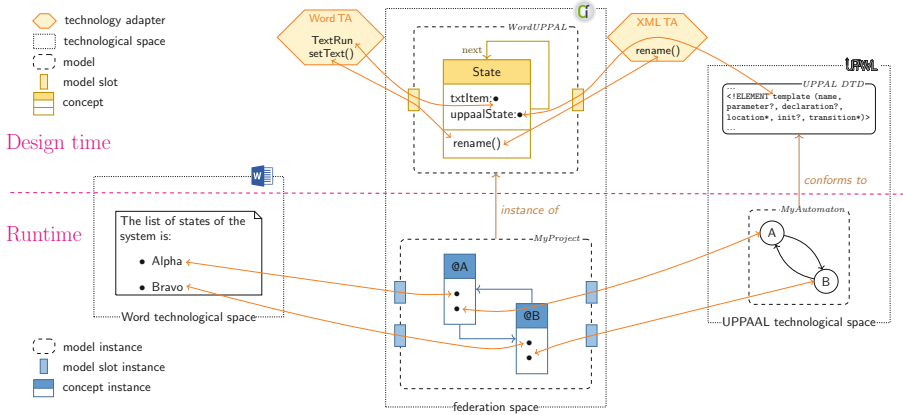 technology adapter
technological space
model
model slot
concept
Design time
Word TA
TextRun
setText()
WordUPPAL
next
State
txtItem:
uppaalState:
rename()
XML TA
rename()
UPPAAL
UPPAL DTD
...
<!ELEMENT template (name,
parameter?, declaration?,
location*, init?, transition*)>
...
instance of
conforms to
Runtime
W
The list of states of the
system is:
• Alpha
• Bravo
Word technological space
MyProject
@A
@B
MyAutomaton
A
B
UPPAAL technological space
model instance
model slot instance
concept instance
federation space